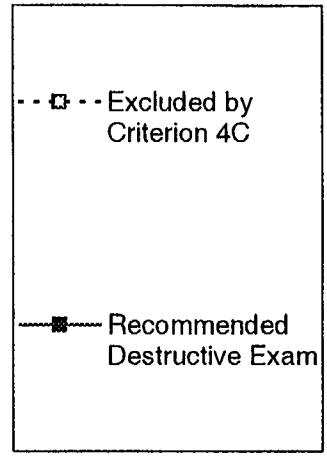 Excluded by
Criterion 4C
Recommended
Destructive Exam